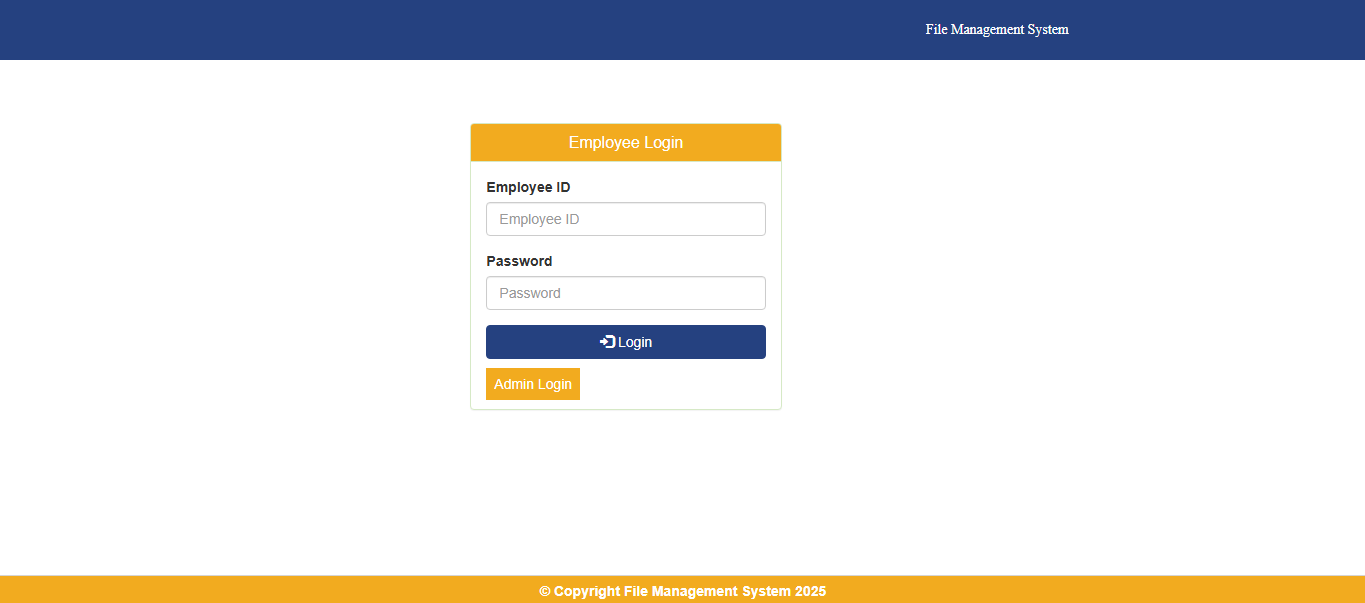 File Management System
Employee Login
Employee ID
Employee ID
Password
Password
Login
Admin Login
© Copyright File Management System 2025